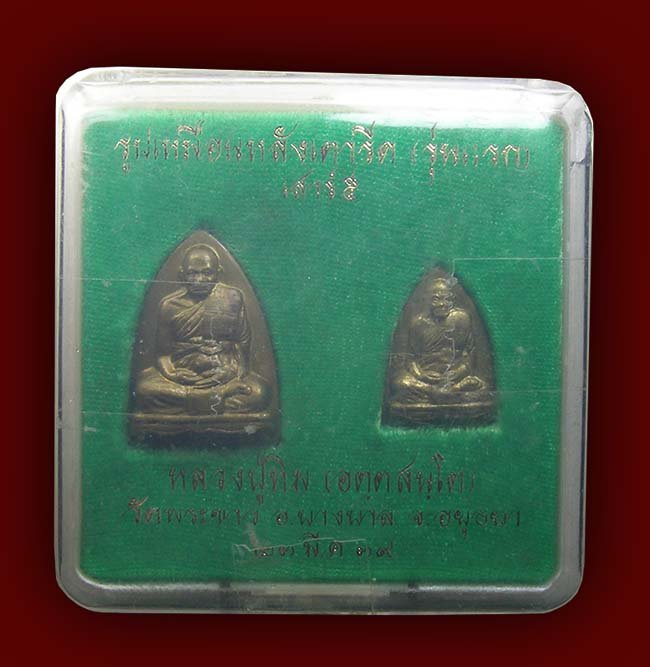 รูปเหมือนหลังเตารีด (รุ่นแรก)
เสาร์ ๕
หลวงปู่ทิม (อตฺตสนฺโต)
วัดพระขาว อ.บางบาล จ.อยุธยา
๒๓ มี.ค ๓๙